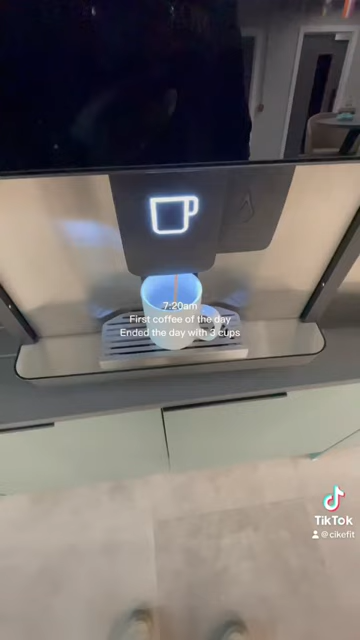 7:20am
First coffee of the day
Ended the day with 3 cups
TikTok
@cikefit